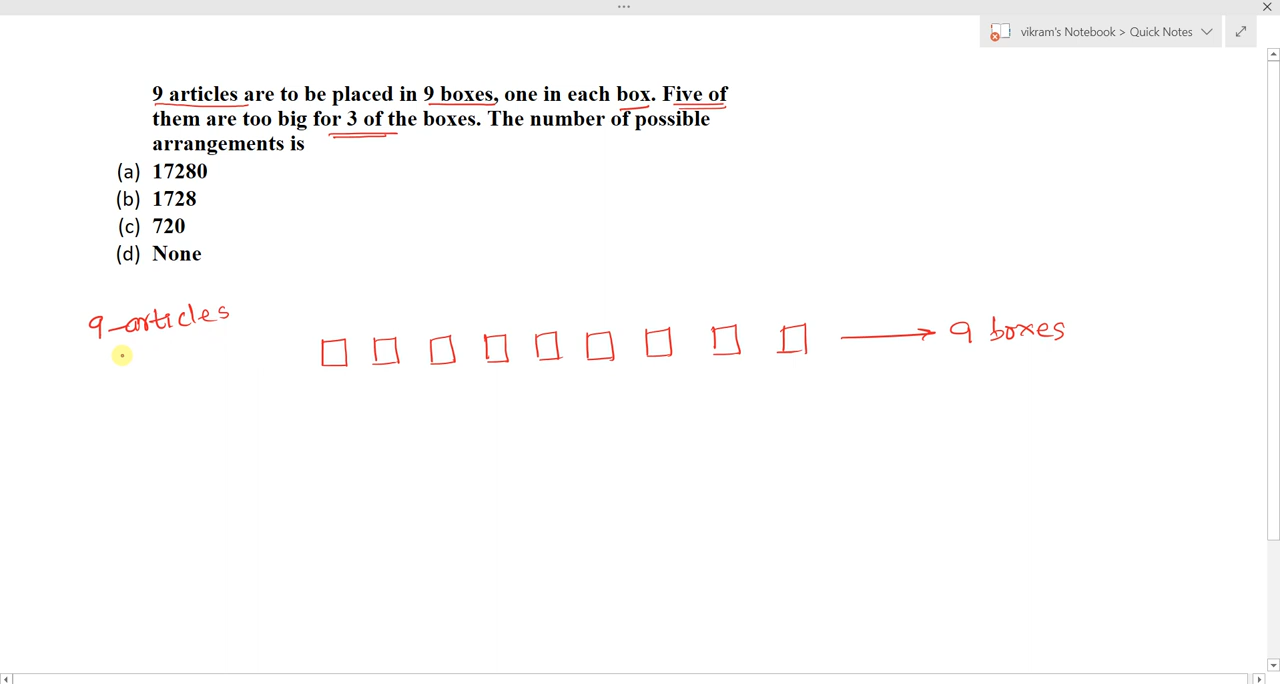 vikram's Notebook > Quick Notes
9 articles are to be placed in 9 boxes, one in each box. Five of
them are too big for 3 of the boxes. The number of possible
arrangements is
(a) 17280
(b) 1728
(c) 720
(d) None
9-articles
9 boxes